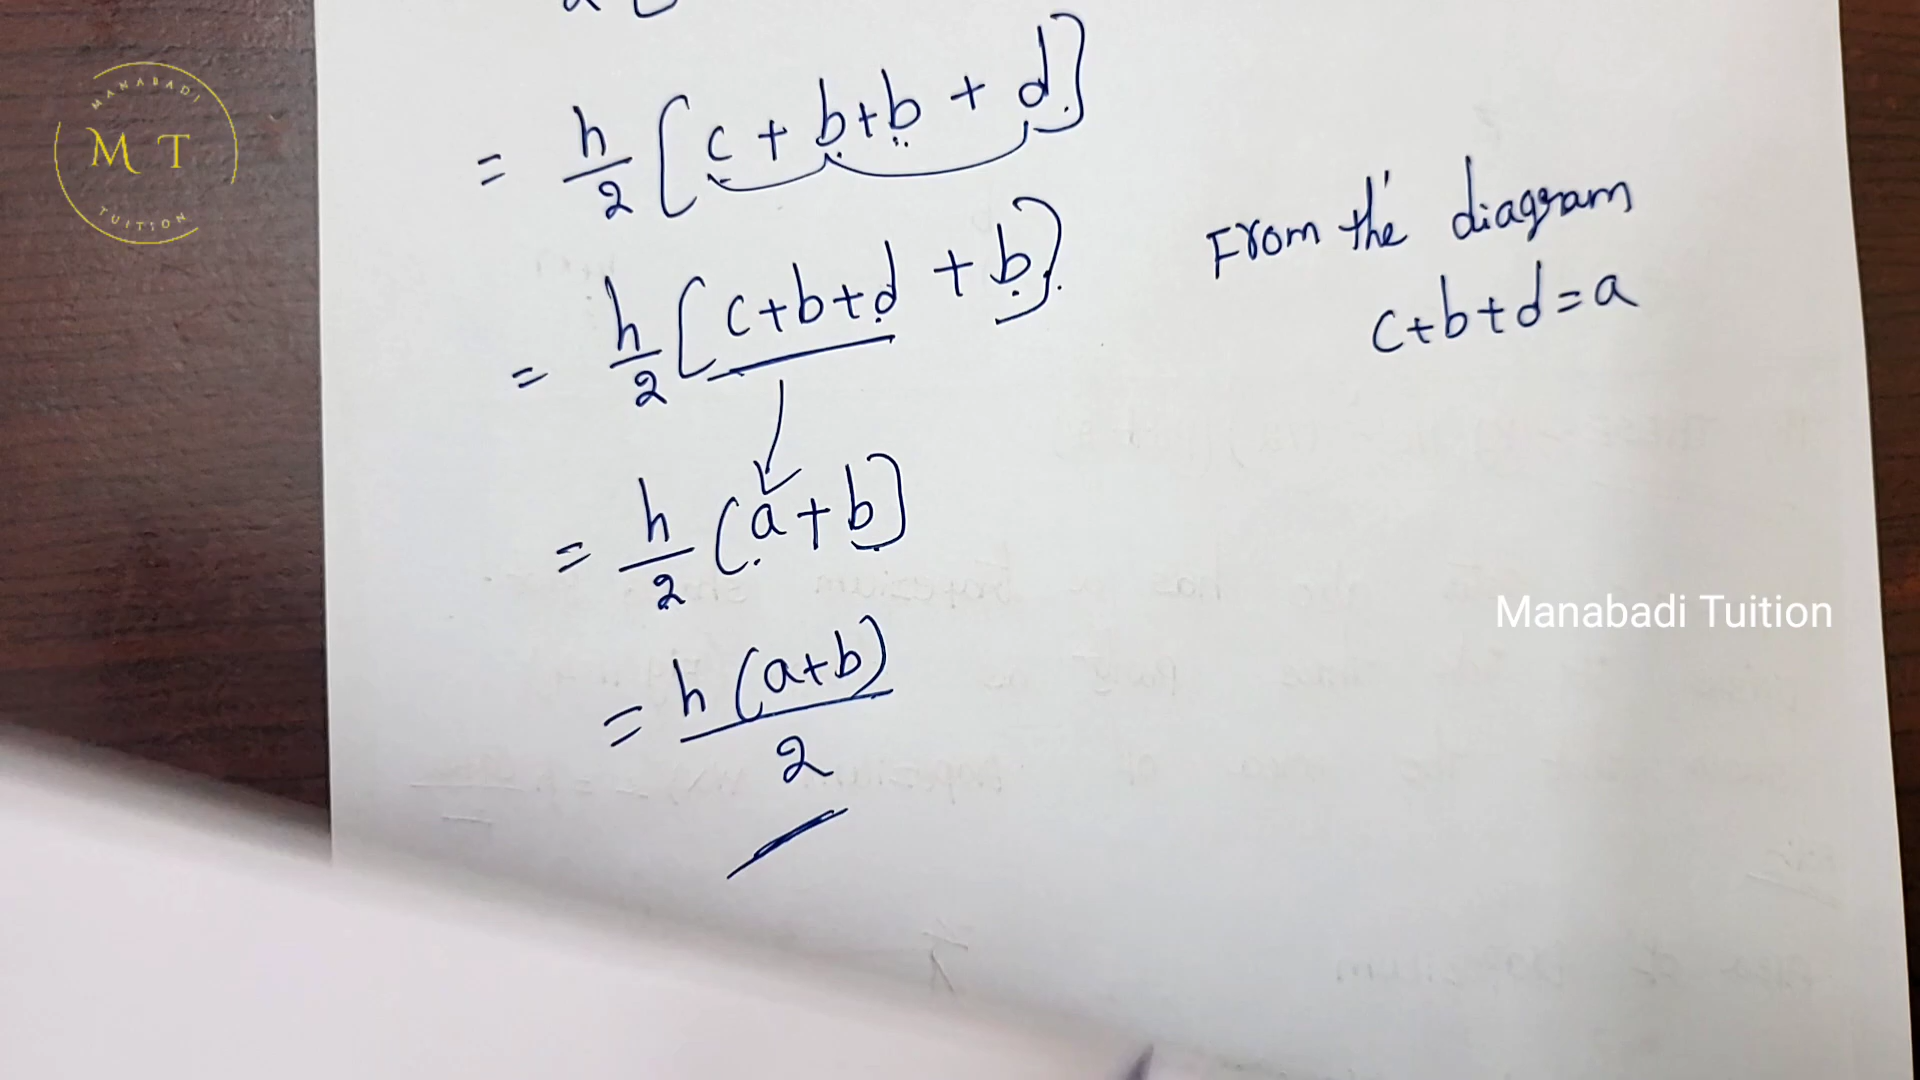 MANABADI
M T
TUITION
= h/2 [c + b+b + d]
= h/2 [c+b+d + b]
From the diagram
c+b+d=a
= h/2 (a+b]
= h (a+b)/2
Manabadi Tuition